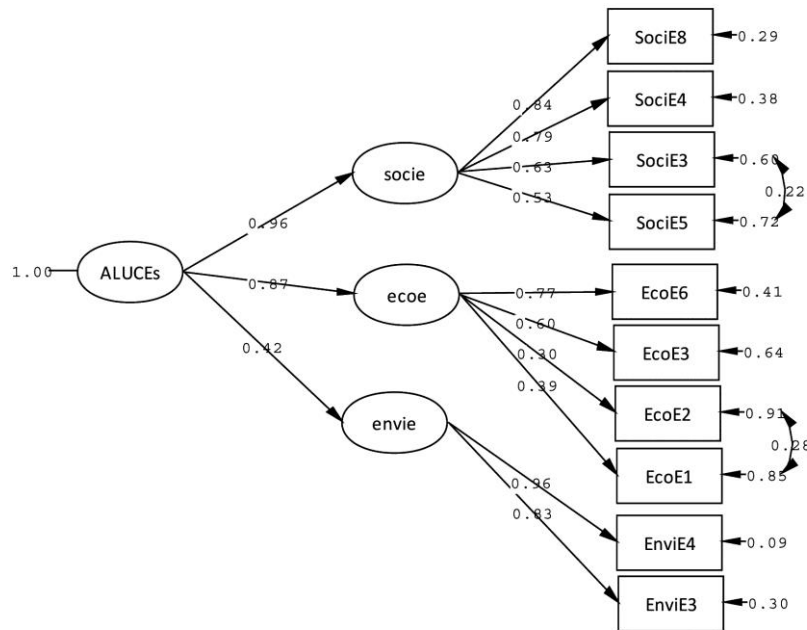 SociE8
0.29
0.84
SociE4
0.38
0.79
SociE3
0.60
0.63
0.22
socie
0.53
SociE5
0.72
0.96
1.00
ALUCEs
0.87
ecoe
0.77
EcoE6
0.41
0.60
EcoE3
0.64
0.30
0.42
0.39
EcoE2
0.91
0.28
envie
EcoE1
0.85
0.96
0.83
EnviE4
0.09
EnviE3
0.30